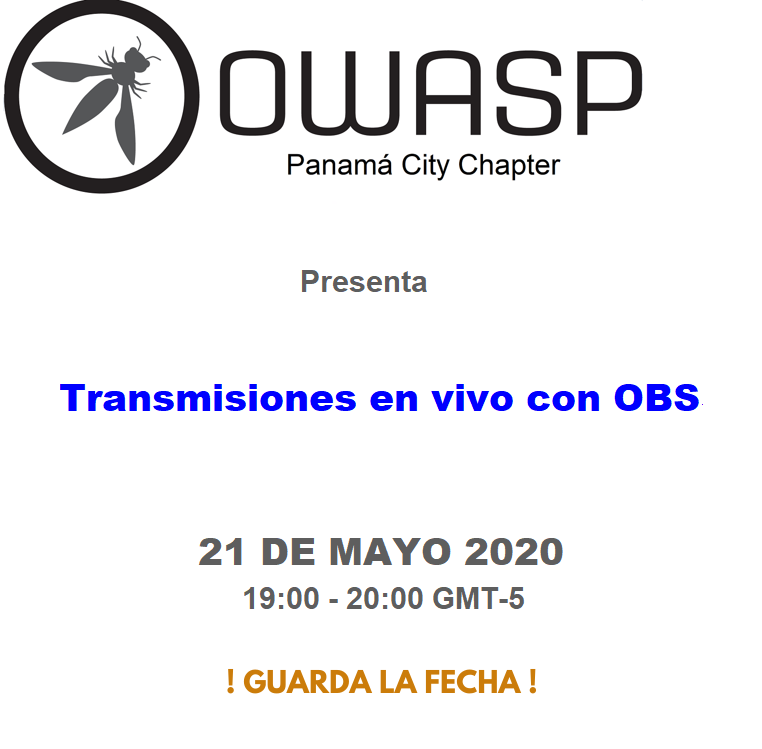 OWASP
Panamá City Chapter
Presenta
Transmisiones en vivo con OBS
21 DE MAYO 2020
19:00 - 20:00 GMT-5
! GUARDA LA FECHA !